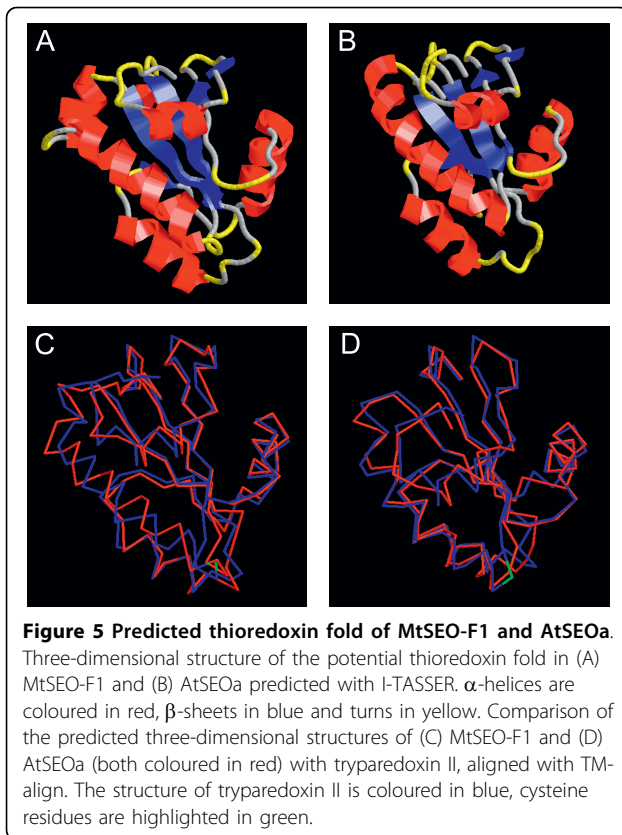 A
B
C
D
Figure 5 Predicted thioredoxin fold of MtSEO-F1 and AtSEOa.
Three-dimensional structure of the potential thioredoxin fold in (A)
MtSEO-F1 and (B) AtSEOa predicted with I-TASSER. α-helices are
coloured in red, β-sheets in blue and turns in yellow. Comparison of
the predicted three-dimensional structures of (C) MtSEO-F1 and (D)
AtSEOa (both coloured in red) with tryparedoxin II, aligned with TM-
align. The structure of tryparedoxin II is coloured in blue, cysteine
residues are highlighted in green.